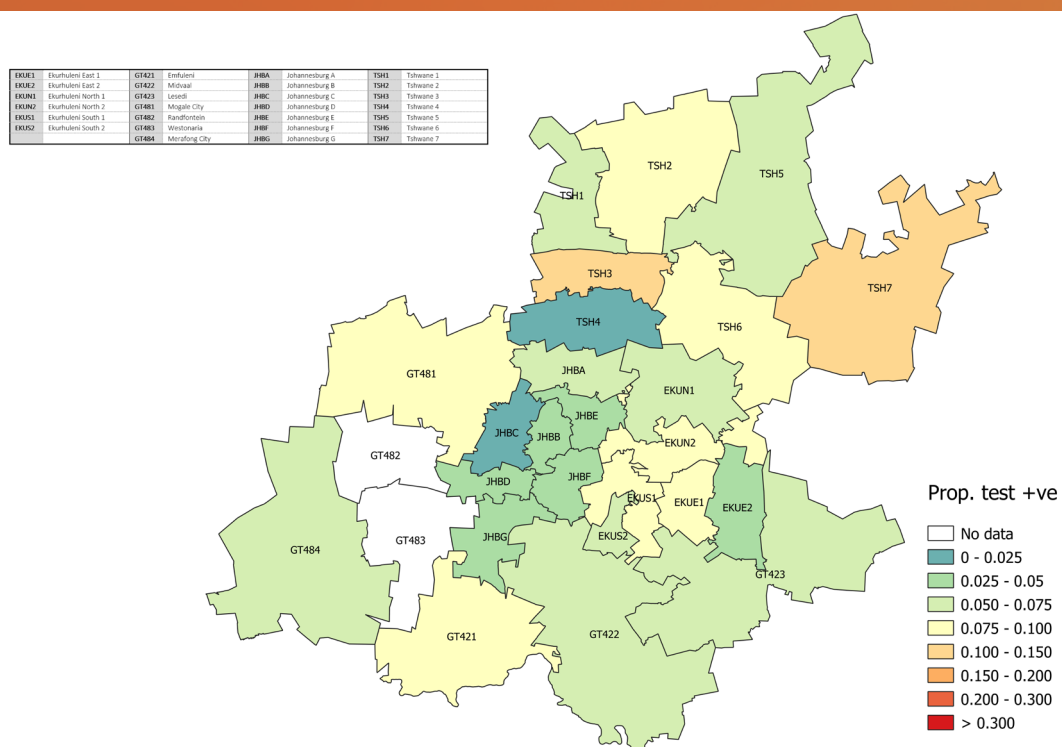 EKUE1 Ekurhuleni East 1 GT421 Emfuleni JHBA Johannesburg A TSH1 Tshwane 1
EKUE2 Ekurhuleni East 2 GT422 Midvaal JHBB Johannesburg B TSH2 Tshwane 2
EKUN1 Ekurhuleni North 1 GT423 Lesedi JHBC Johannesburg C TSH3 Tshwane 3
EKUN2 Ekurhuleni North 2 GT481 Mogale City JHBD Johannesburg D TSH4 Tshwane 4
EKUS1 Ekurhuleni South 1 GT482 Randfontein JHBE Johannesburg E TSH5 Tshwane 5
EKUS2 Ekurhuleni South 2 GT483 Westonaria JHBF Johannesburg F TSH6 Tshwane 6
GT484 Merafong City JHBG Johannesburg G TSH7 Tshwane 7
TSH2
TSH5
TSH1
TSH3
TSH7
TSH4
TSH6
JHBA
GT481
EKUN1
JHBE
JHBC
JHBB
EKUN2
GT482
JHBF
JHBD
EKUS1
EKUE1
EKUE2
JHBG
EKUS2
GT483
GT484
GT423
GT421
GT422
Prop. test +ve
No data
0 - 0.025
0.025 - 0.05
0.050 - 0.075
0.075 - 0.100
0.100 - 0.150
0.150 - 0.200
0.200 - 0.300
> 0.300